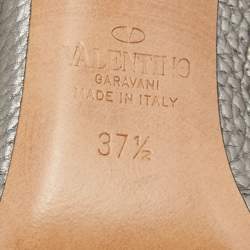 VALENTINO
GARAVANI
MADE IN ITALY
37½